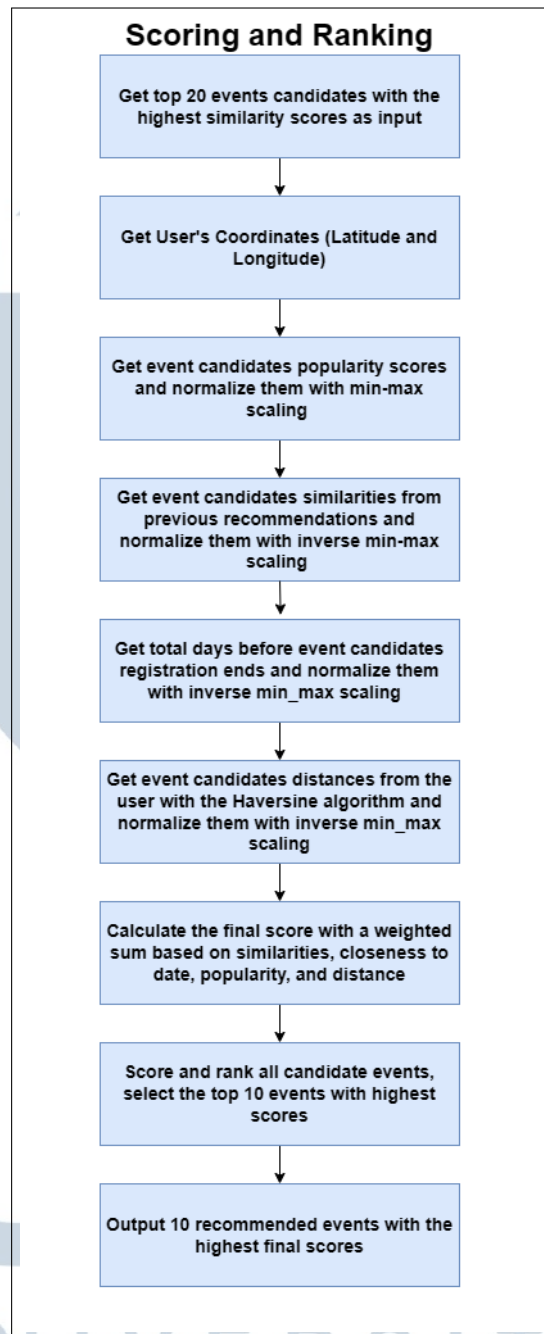 Scoring and Ranking
Get top 20 events candidates with the
highest similarity scores as input
Get User's Coordinates (Latitude and
Longitude)
Get event candidates popularity scores
and normalize them with min-max
scaling
Get event candidates similarities from
previous recommendations and
normalize them with inverse min-max
scaling
Get total days before event candidates
registration ends and normalize them
with inverse min_max scaling
Get event candidates distances from the
user with the Haversine algorithm and
normalize them with inverse min_max
scaling
Calculate the final score with a weighted
sum based on similarities, closeness to
date, popularity, and distance
Score and rank all candidate events,
select the top 10 events with highest
scores
Output 10 recommended events with the
highest final scores